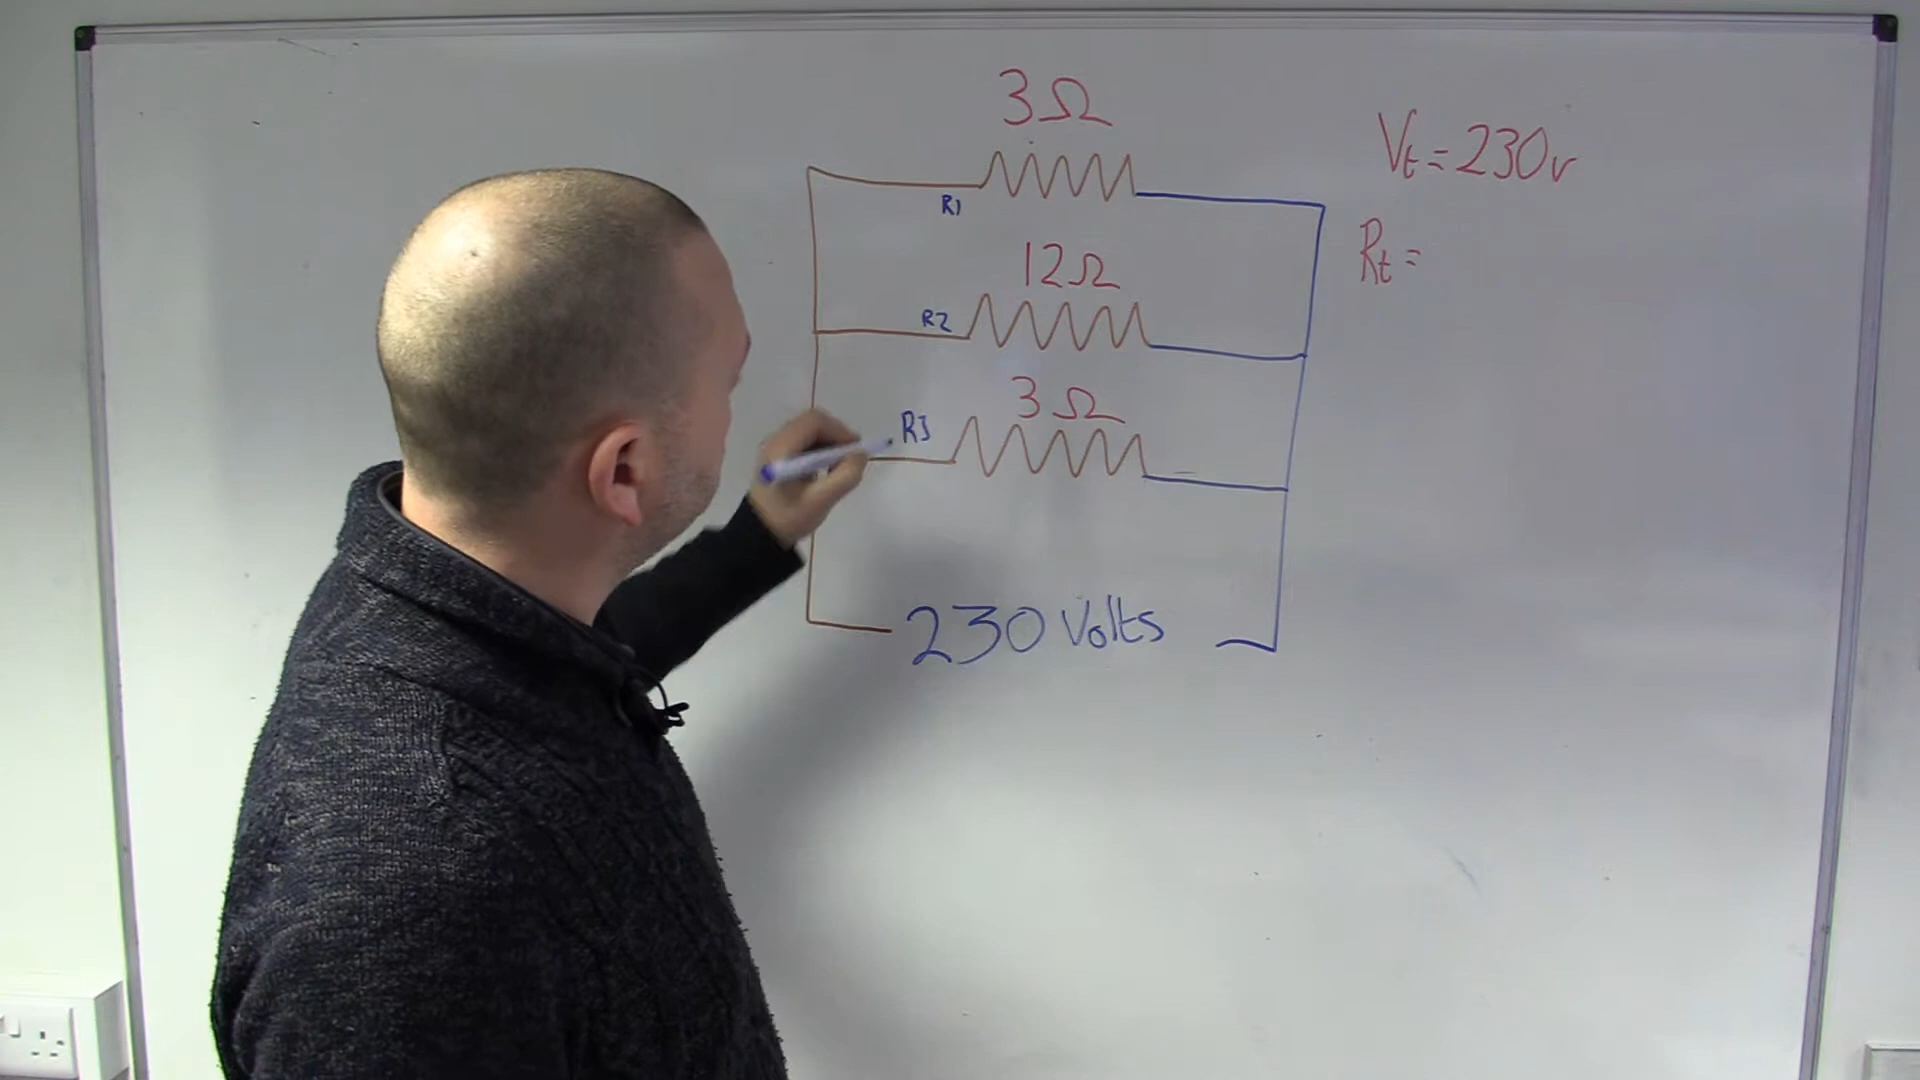 3Ω
Vt = 230v
R1
Rt =
12Ω
R2
3Ω
R3
230 Volts